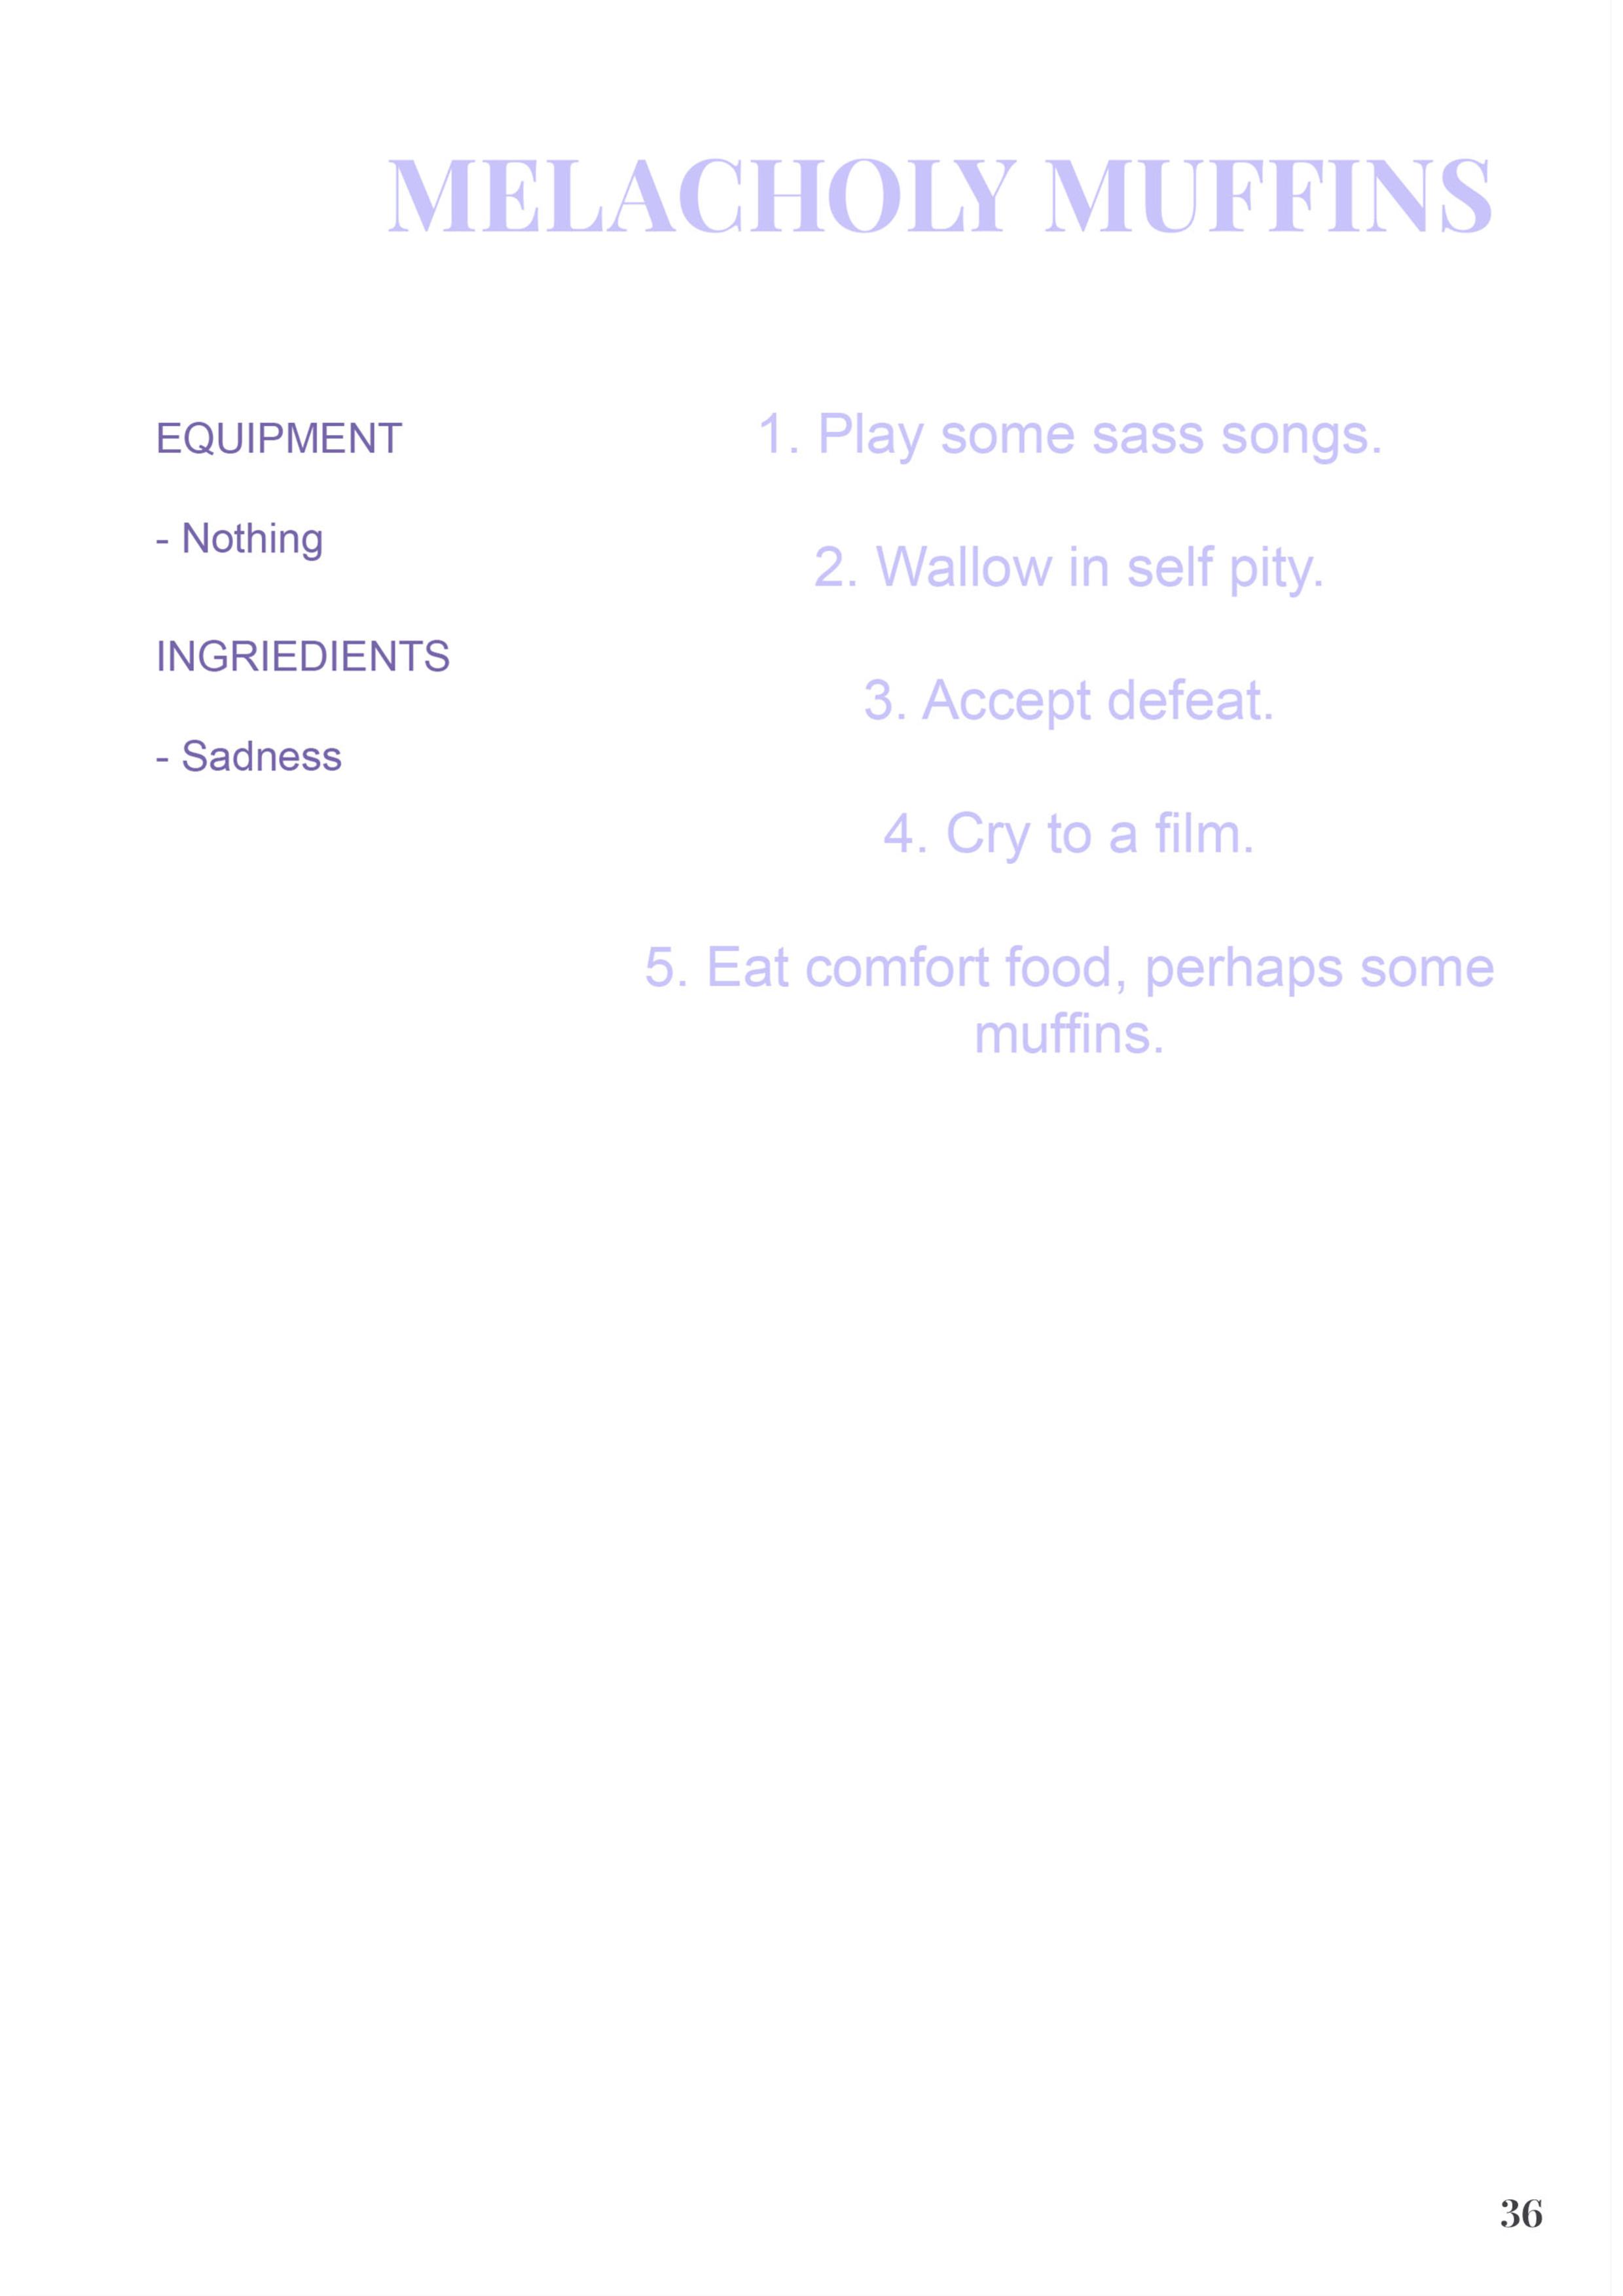 MELACHOLY MUFFINS
EQUIPMENT
- Nothing
INGRIEDIENTS
- Sadness
1. Play some sass songs.
2. Wallow in self pity.
3. Accept defeat.
4. Cry to a film.
5. Eat comfort food, perhaps some
muffins.
36